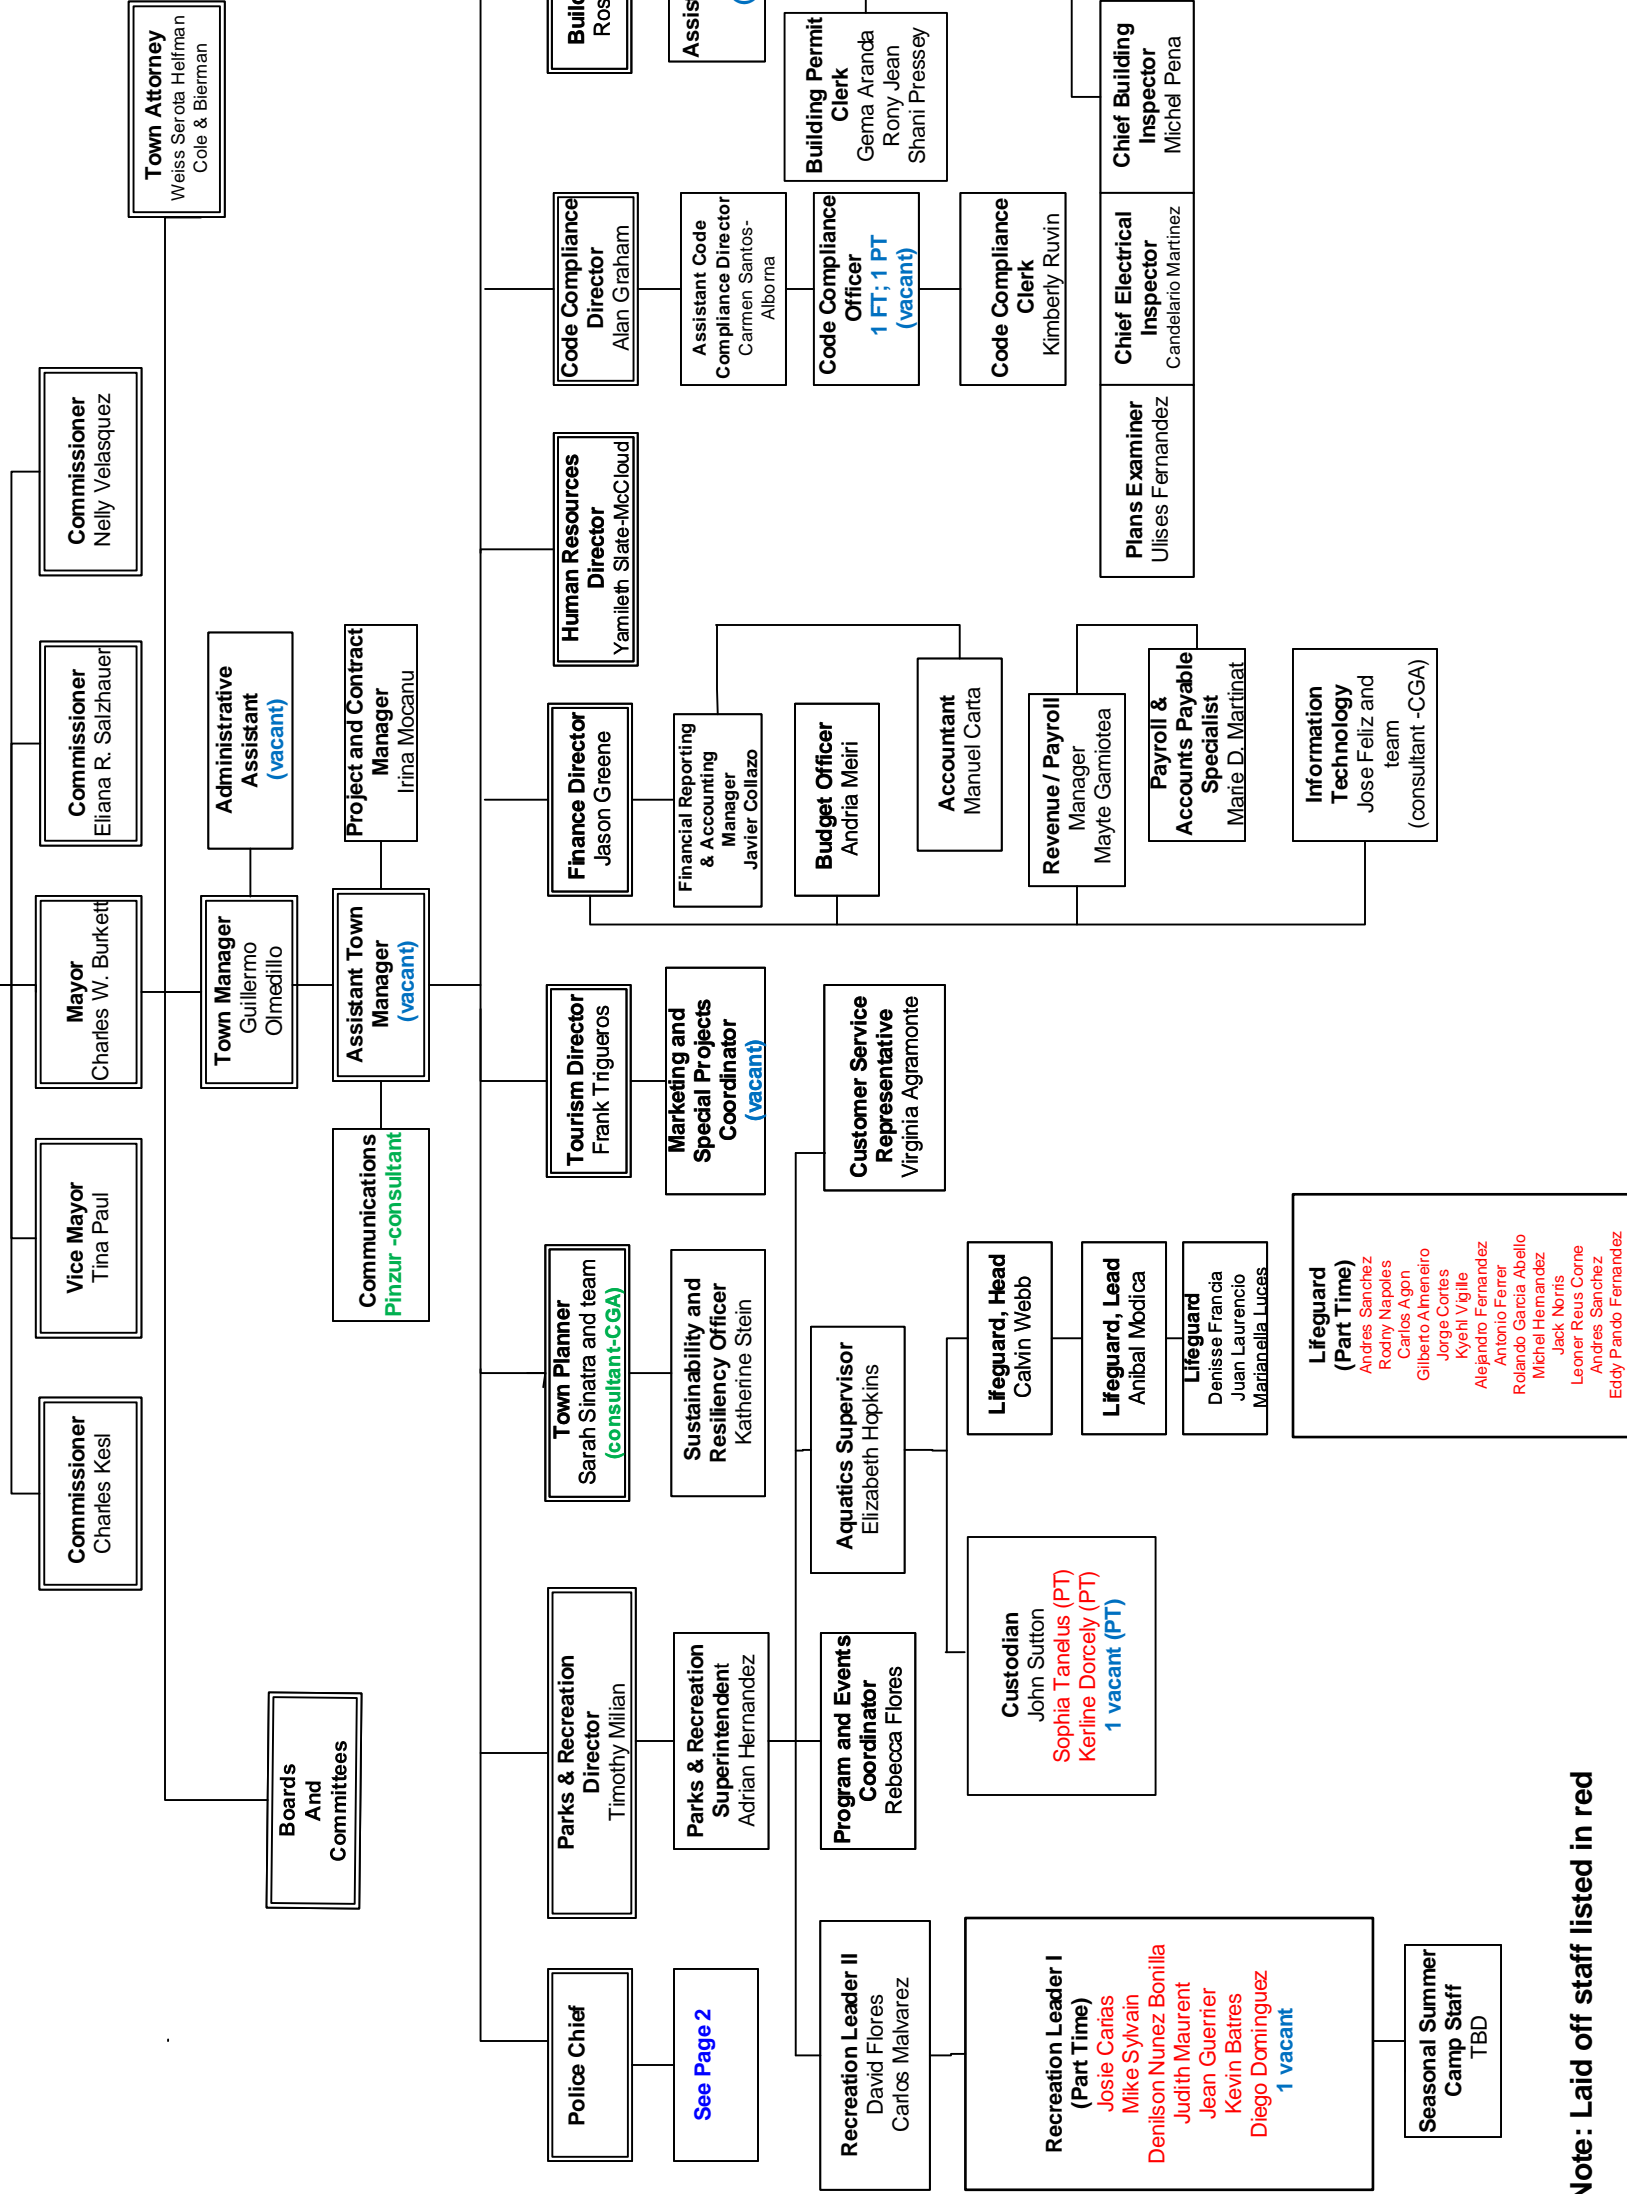 Town Attorney
Weiss Serota Helfman
Cole & Bierman
Commissioner
Charles Kesl
Vice Mayor
Tina Paul
Mayor
Charles W. Burkett
Commissioner
Eliana R. Salzhauer
Commissioner
Nelly Velasquez
Boards
And
Committees
Town Manager
Guillermo
Olmedillo
Administrative
Assistant
(vacant)
Communications
Pinzur -consultant
Assistant Town
Manager
(vacant)
Project and Contract
Manager
Irina Mocanu
Police Chief
See Page 2
Parks & Recreation
Director
Timothy Milian
Parks & Recreation
Superintendent
Adrian Hernandez
Town Planner
Sarah Sinatra and team
(consultant-CGA)
Sustainability and
Resiliency Officer
Katherine Stein
Tourism Director
Frank Trigueros
Marketing and
Special Projects
Coordinator
(vacant)
Finance Director
Jason Greene
Financial Reporting
& Accounting
Manager
Javier Collazo
Budget Officer
Andria Meiri
Accountant
Manuel Carta
Revenue / Payroll
Manager
Mayte Gamiotea
Payroll &
Accounts Payable
Specialist
Marie D. Martinat
Information
Technology
Jose Feliz and
team
(consultant -CGA)
Human Resources
Director
Yamileth Slate-McCloud
Code Compliance
Director
Alan Graham
Assistant Code
Compliance Director
Carmen Santos-
Alborna
Code Compliance
Officer
1 FT; 1 PT
(vacant)
Code Compliance
Clerk
Kimberly Ruvin
Build
Ros
Assis
Building Permit
Clerk
Gema Aranda
Rony Jean
Shani Pressey
Plans Examiner
Ulises Fernandez
Chief Electrical
Inspector
Candelario Martinez
Chief Building
Inspector
Michel Pena
Recreation Leader II
David Flores
Carlos Malvarez
Program and Events
Coordinator
Rebecca Flores
Aquatics Supervisor
Elizabeth Hopkins
Customer Service
Representative
Virginia Agramonte
Recreation Leader I
(Part Time)
Josie Carias
Mike Sylvain
Denilson Nunez Bonilla
Judith Maurent
Jean Guerrier
Kevin Batres
Diego Dominguez
1 vacant
Seasonal Summer
Camp Staff
TBD
Custodian
John Sutton
Sophia Tanelus (PT)
Kerline Dorcely (PT)
1 vacant (PT)
Lifeguard, Head
Calvin Webb
Lifeguard, Lead
Anibal Modica
Lifeguard
Denisse Francia
Juan Laurencio
Marianella Luces
Lifeguard
(Part Time)
Andres Sanchez
Rodny Napoles
Carlos Agon
Gilberto Almeneiro
Jorge Cortes
Kyehl Vigille
Alejandro Fernandez
Antonio Ferrer
Rolando Garcia Abello
Michel Hernandez
Jack Norris
Leoner Reus Corne
Andres Sanchez
Eddy Pando Fernandez
Note: Laid off staff listed in red